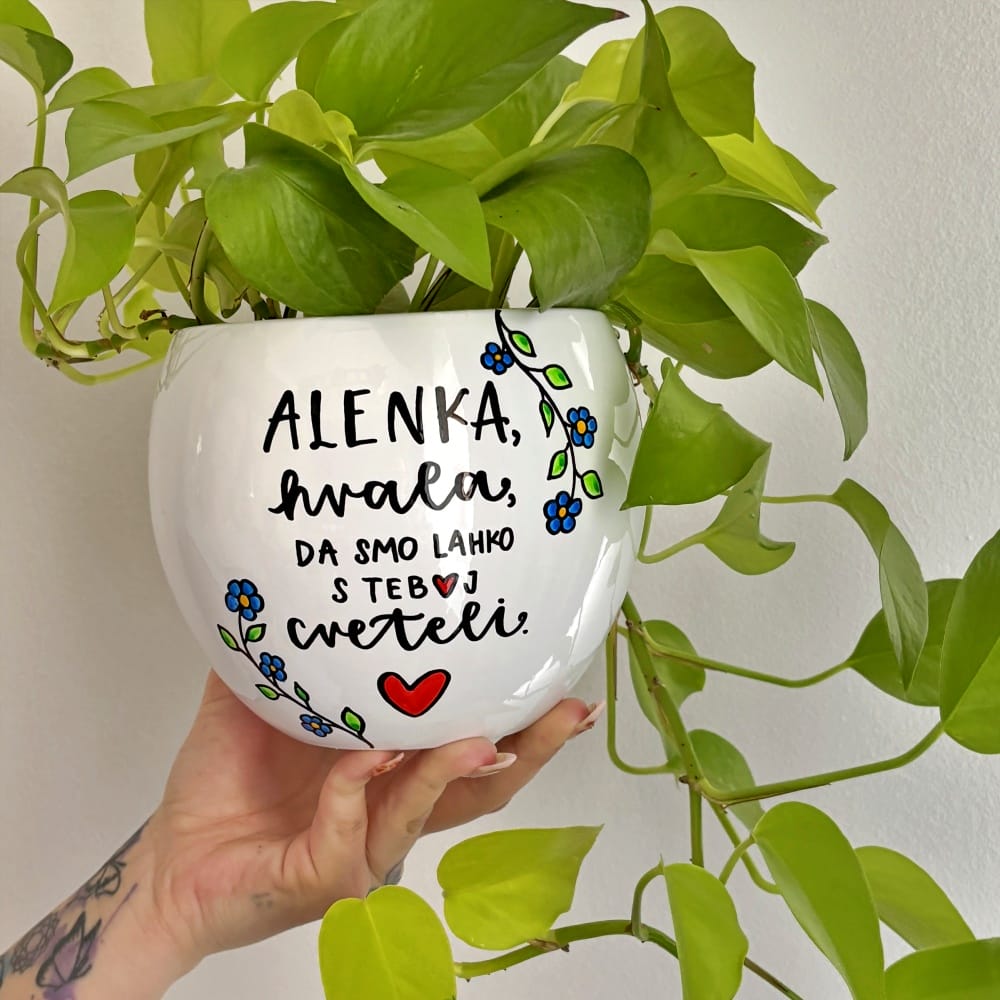 ALENKA,
hvala,
DA SMO LAHKO
S TEBOJ
cveteli.